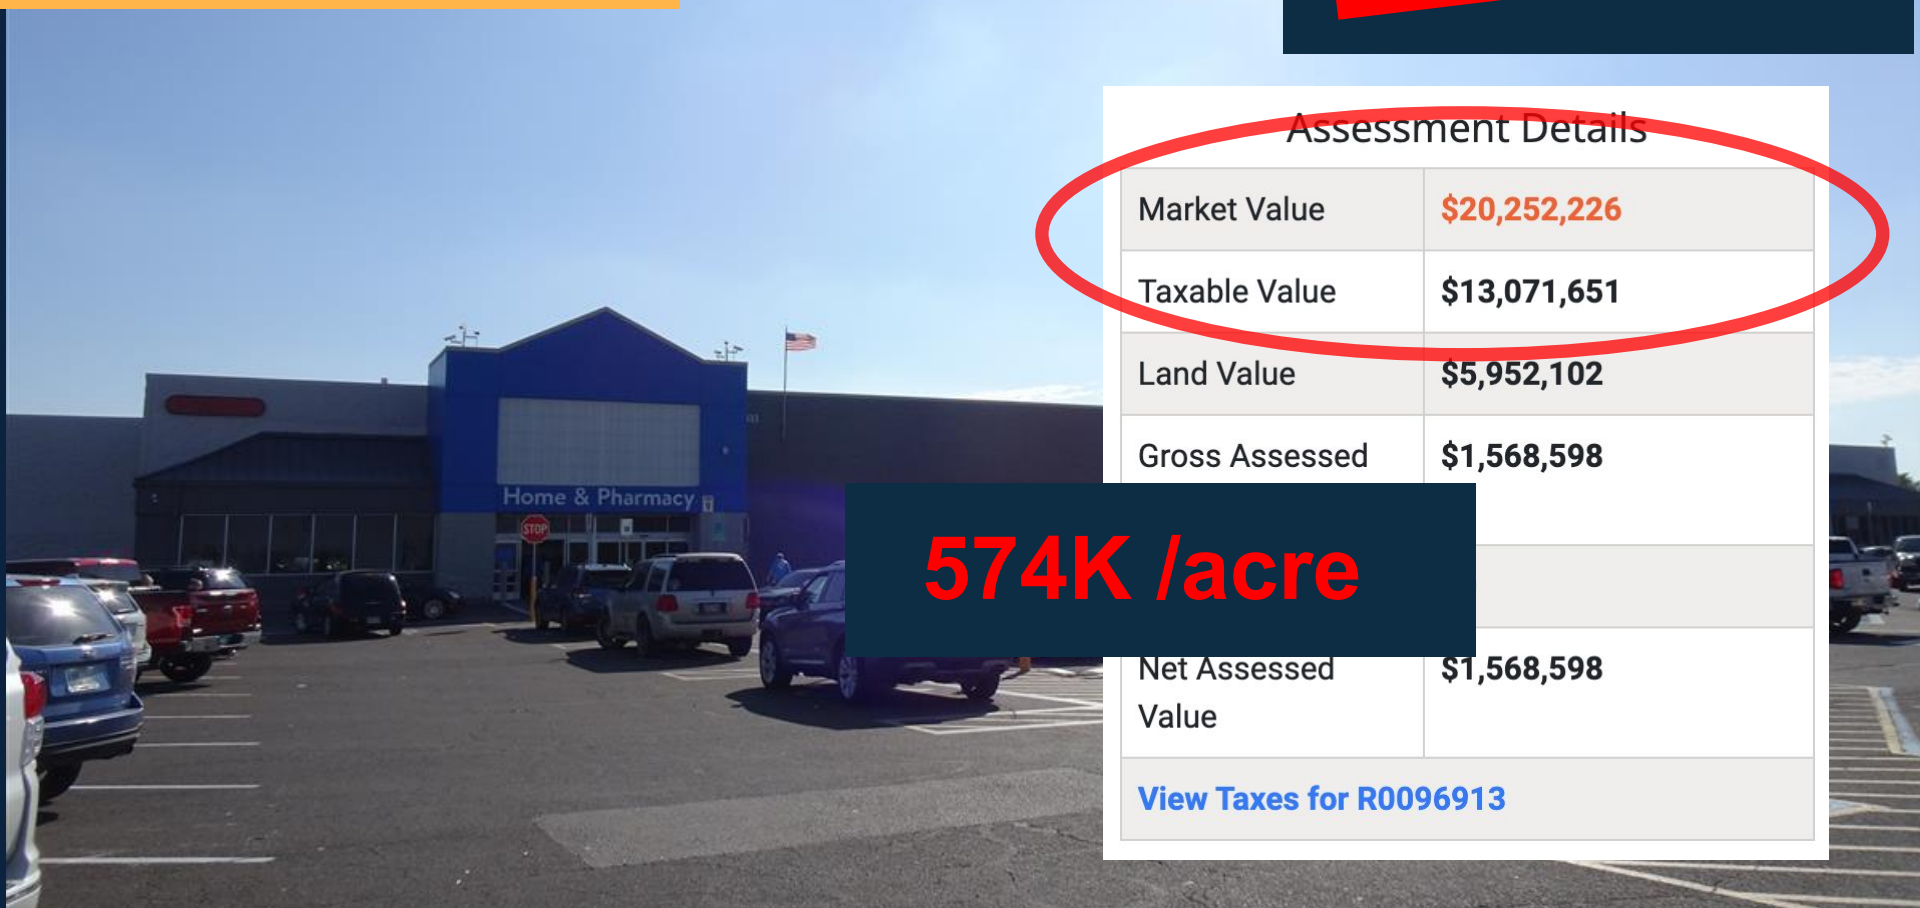 Assessment Details
Market Value $20,252,226
Taxable Value $13,071,651
Land Value $5,952,102
Gross Assessed $1,568,598
Home & Pharmacy
STOP
574K /acre
Net Assessed $1,568,598
Value
View Taxes for R0096913